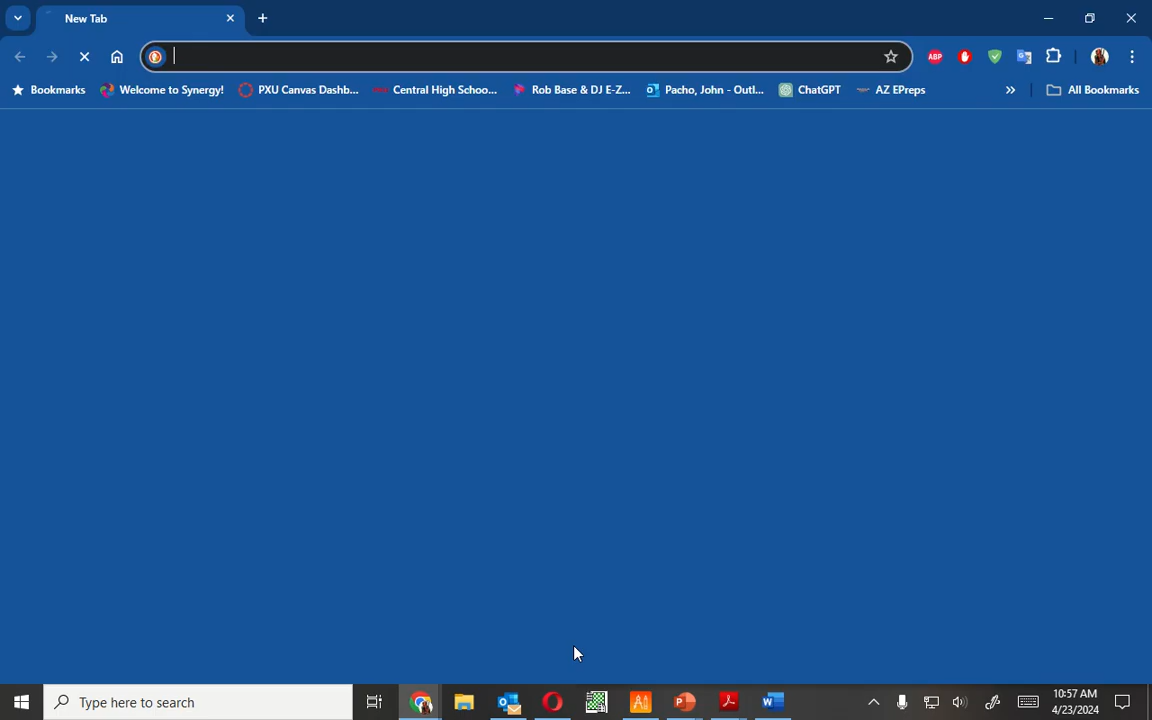 New Tab
Bookmarks
Welcome to Synergy!
PXU Canvas Dashb...
Central High Schoo...
Rob Base & DJ E-Z...
Pacho, John - Outl...
ChatGPT
AZ EPreps
All Bookmarks
ABP
Type here to search
10:57 AM
4/23/2024